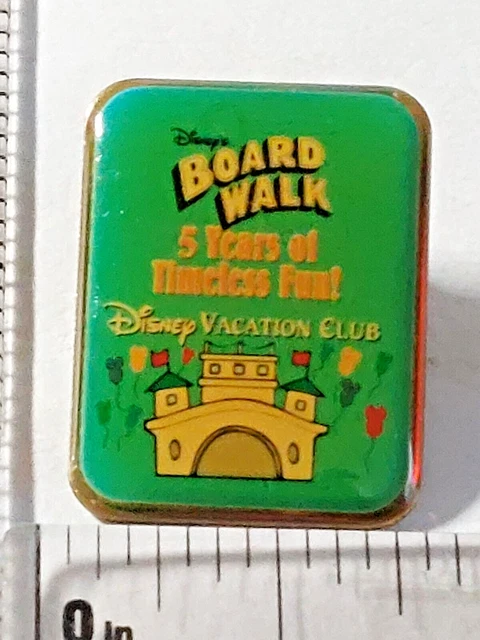 Disney's
BOARD
WALK
5 Years of
Timeless Fun!
DISNEY VACATION CLUB
0 in